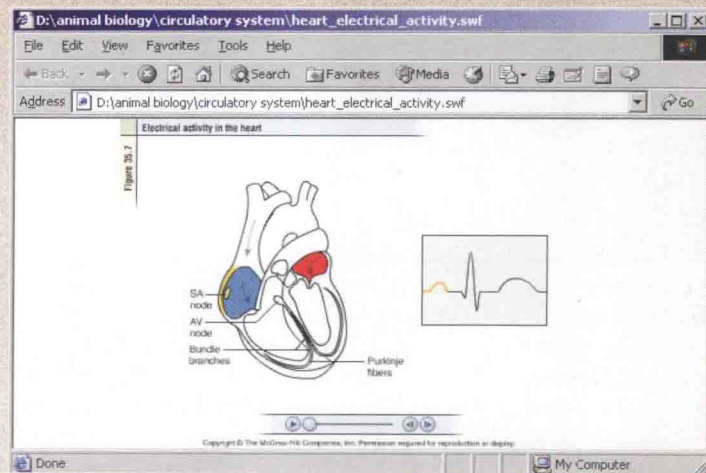 D:\animal biology\circulatory system\heart_electrical_activity.swf
File Edit View Favorites Tools Help
Back Search Favorites Media
Address D:\animal biology\circulatory system\heart_electrical_activity.swf Go
Electrical activity in the heart
Figure 35.7
SA
node
AV
node
Bundle
branches
Purkinje
fibers
Copyright © The McGraw-Hill Companies, Inc. Permission required for reproduction or display.
Done My Computer